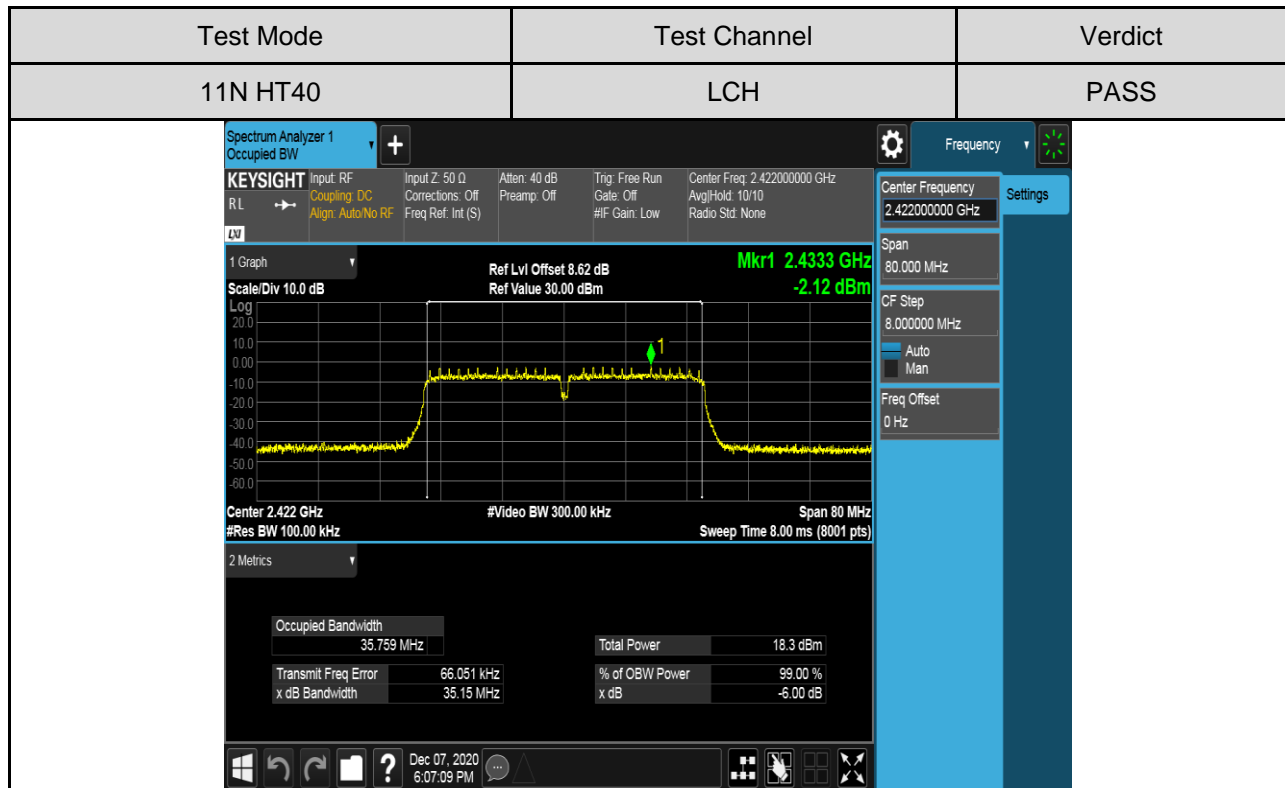 Test Mode Test Channel Verdict
11N HT40 LCH PASS
Spectrum Analyzer 1
Occupied BW
+
Frequency
KEYSIGHT Input: RF Input Z: 50 Ω Atten: 40 dB Trig: Free Run Center Freq: 2.422000000 GHz
RL Coupling: DC Corrections: Off Preamp: Off Gate: Off Avg|Hold: 10/10
Align: Auto/No RF Freq Ref: Int (S) #IF Gain: Low Radio Std: None
LXI
Center Frequency
2.422000000 GHz
Settings
Span
80.000 MHz
CF Step
8.000000 MHz
Auto
Man
Freq Offset
0 Hz
1 Graph
Ref Lvl Offset 8.62 dB
Mkr1 2.4333 GHz
Scale/Div 10.0 dB
Ref Value 30.00 dBm
-2.12 dBm
Log
20.0
10.0
1
0.00
-10.0
-20.0
-30.0
-40.0
-50.0
-60.0
Center 2.422 GHz #Video BW 300.00 kHz Span 80 MHz
#Res BW 100.00 kHz Sweep Time 8.00 ms (8001 pts)
2 Metrics
Occupied Bandwidth
35.759 MHz
Total Power 18.3 dBm
Transmit Freq Error 66.051 kHz % of OBW Power 99.00 %
x dB Bandwidth 35.15 MHz x dB -6.00 dB
?
Dec 07, 2020
6:07:09 PM